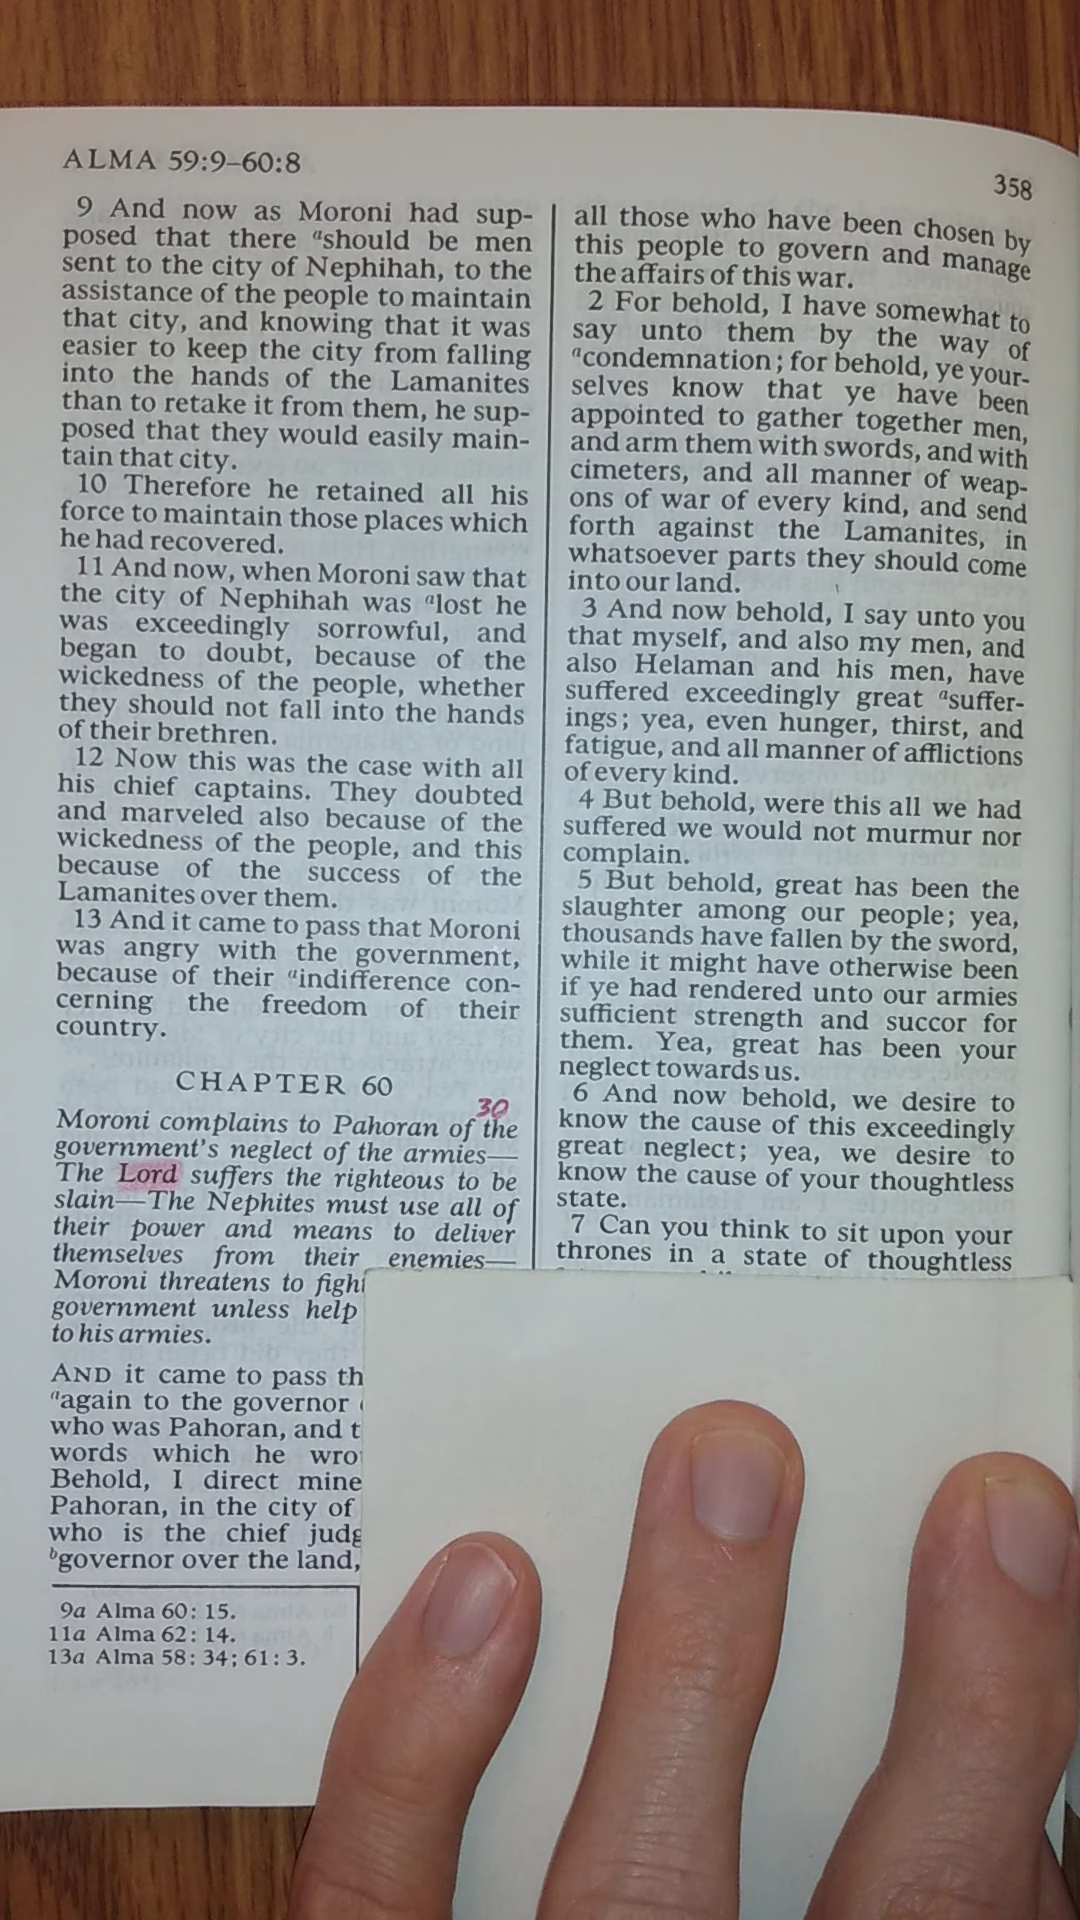 ALMA 59:9–60:8
358
9 And now as Moroni had sup-
posed that there ᵃshould be men
sent to the city of Nephihah, to the
assistance of the people to maintain
that city, and knowing that it was
easier to keep the city from falling
into the hands of the Lamanites
than to retake it from them, he sup-
posed that they would easily main-
tain that city.
10 Therefore he retained all his
force to maintain those places which
he had recovered.
11 And now, when Moroni saw that
the city of Nephihah was ᵃlost he
was exceedingly sorrowful, and
began to doubt, because of the
wickedness of the people, whether
they should not fall into the hands
of their brethren.
12 Now this was the case with all
his chief captains. They doubted
and marveled also because of the
wickedness of the people, and this
because of the success of the
Lamanites over them.
13 And it came to pass that Moroni
was angry with the government,
because of their ᵃindifference con-
cerning the freedom of their
country.
CHAPTER 60
30
Moroni complains to Pahoran of the
government's neglect of the armies—
The Lord suffers the righteous to be
slain—The Nephites must use all of
their power and means to deliver
themselves from their enemies—
Moroni threatens to fight
government unless help
to his armies.
AND it came to pass th
ᵃagain to the governor
who was Pahoran, and t
words which he wro
Behold, I direct mine
Pahoran, in the city of
who is the chief judg
ᵇgovernor over the land,
9a Alma 60: 15.
11a Alma 62: 14.
13a Alma 58: 34; 61: 3.
all those who have been chosen by
this people to govern and manage
the affairs of this war.
2 For behold, I have somewhat to
say unto them by the way of
ᵃcondemnation; for behold, ye your-
selves know that ye have been
appointed to gather together men,
and arm them with swords, and with
cimeters, and all manner of weap-
ons of war of every kind, and send
forth against the Lamanites, in
whatsoever parts they should come
into our land.
3 And now behold, I say unto you
that myself, and also my men, and
also Helaman and his men, have
suffered exceedingly great ᵃsuffer-
ings; yea, even hunger, thirst, and
fatigue, and all manner of afflictions
of every kind.
4 But behold, were this all we had
suffered we would not murmur nor
complain.
5 But behold, great has been the
slaughter among our people; yea,
thousands have fallen by the sword,
while it might have otherwise been
if ye had rendered unto our armies
sufficient strength and succor for
them. Yea, great has been your
neglect towards us.
6 And now behold, we desire to
know the cause of this exceedingly
great neglect; yea, we desire to
know the cause of your thoughtless
state.
7 Can you think to sit upon your
thrones in a state of thoughtless